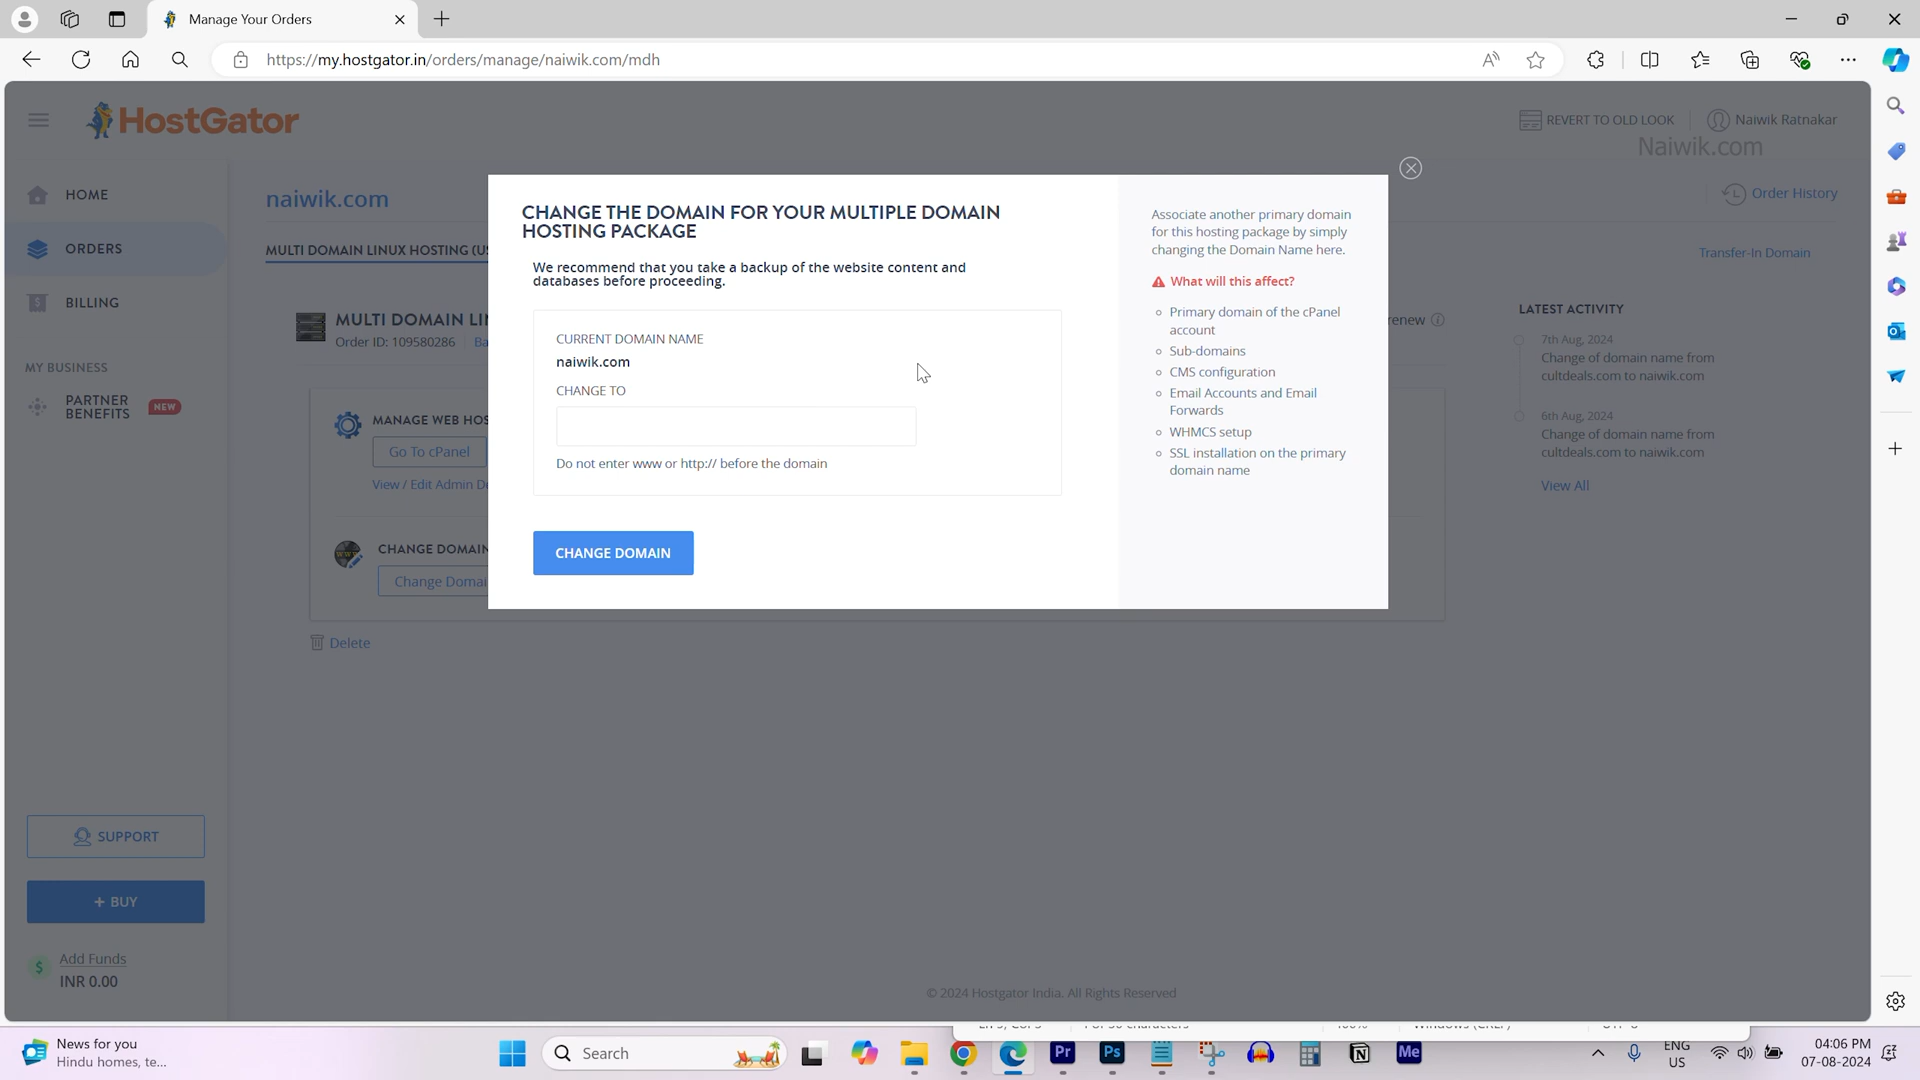 Manage Your Orders
https://my.hostgator.in/orders/manage/naiwik.com/mdh
HostGator
REVERT TO OLD LOOK
Naiwik Ratnakar
Naiwik.com
HOME
ORDERS
BILLING
MY BUSINESS
PARTNER
BENEFITS
NEW
SUPPORT
+ BUY
$
Add Funds
INR 0.00
naiwik.com
Order History
MULTI DOMAIN LINUX HOSTING (US
Transfer-In Domain
MULTI DOMAIN LI
Order ID: 109580286
Ba
renew
MANAGE WEB HOS
Go To cPanel
View / Edit Admin De
CHANGE DOMAIN
Change Domai
Delete
CHANGE THE DOMAIN FOR YOUR MULTIPLE DOMAIN
HOSTING PACKAGE
We recommend that you take a backup of the website content and
databases before proceeding.
CURRENT DOMAIN NAME
naiwik.com
CHANGE TO
Do not enter www or http:// before the domain
CHANGE DOMAIN
Associate another primary domain
for this hosting package by simply
changing the Domain Name here.
What will this affect?
Primary domain of the cPanel
account
Sub-domains
CMS configuration
Email Accounts and Email
Forwards
WHMCS setup
SSL installation on the primary
domain name
LATEST ACTIVITY
7th Aug, 2024
Change of domain name from
cultdeals.com to naiwik.com
6th Aug, 2024
Change of domain name from
cultdeals.com to naiwik.com
View All
© 2024 Hostgator India. All Rights Reserved
News for you
Hindu homes, te...
Search
Pr
Ps
Me
ENG
US
04:06 PM
07-08-2024